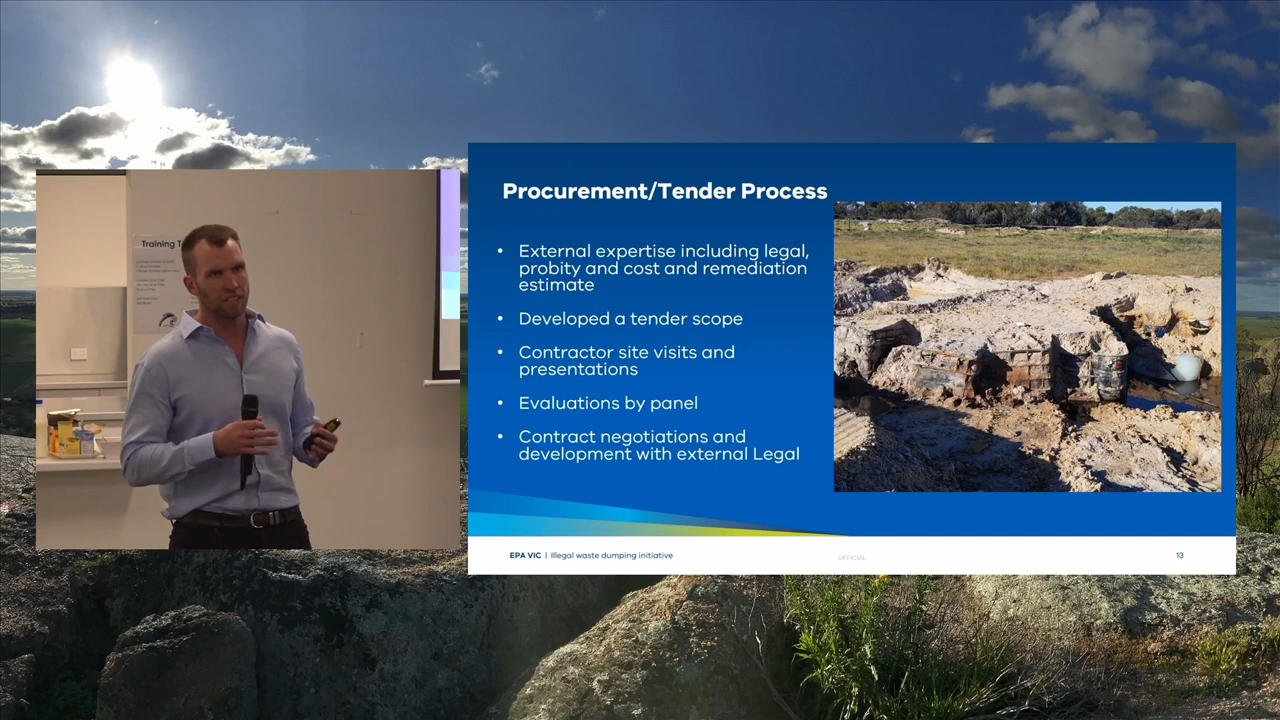 Training
Procurement/Tender Process
• External expertise including legal,
probity and cost and remediation
estimate
• Developed a tender scope
• Contractor site visits and
presentations
• Evaluations by panel
• Contract negotiations and
development with external Legal
EPA VIC | Illegal waste dumping initiative
OFFICIAL
13